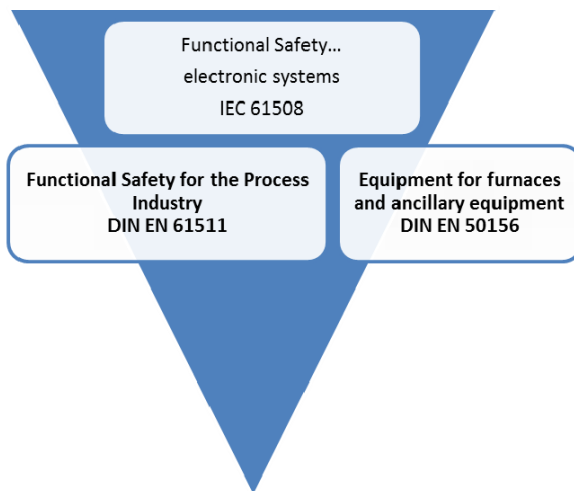 Functional Safety...
electronic systems
IEC 61508
Functional Safety for the Process
Industry
DIN EN 61511
Equipment for furnaces
and ancillary equipment
DIN EN 50156